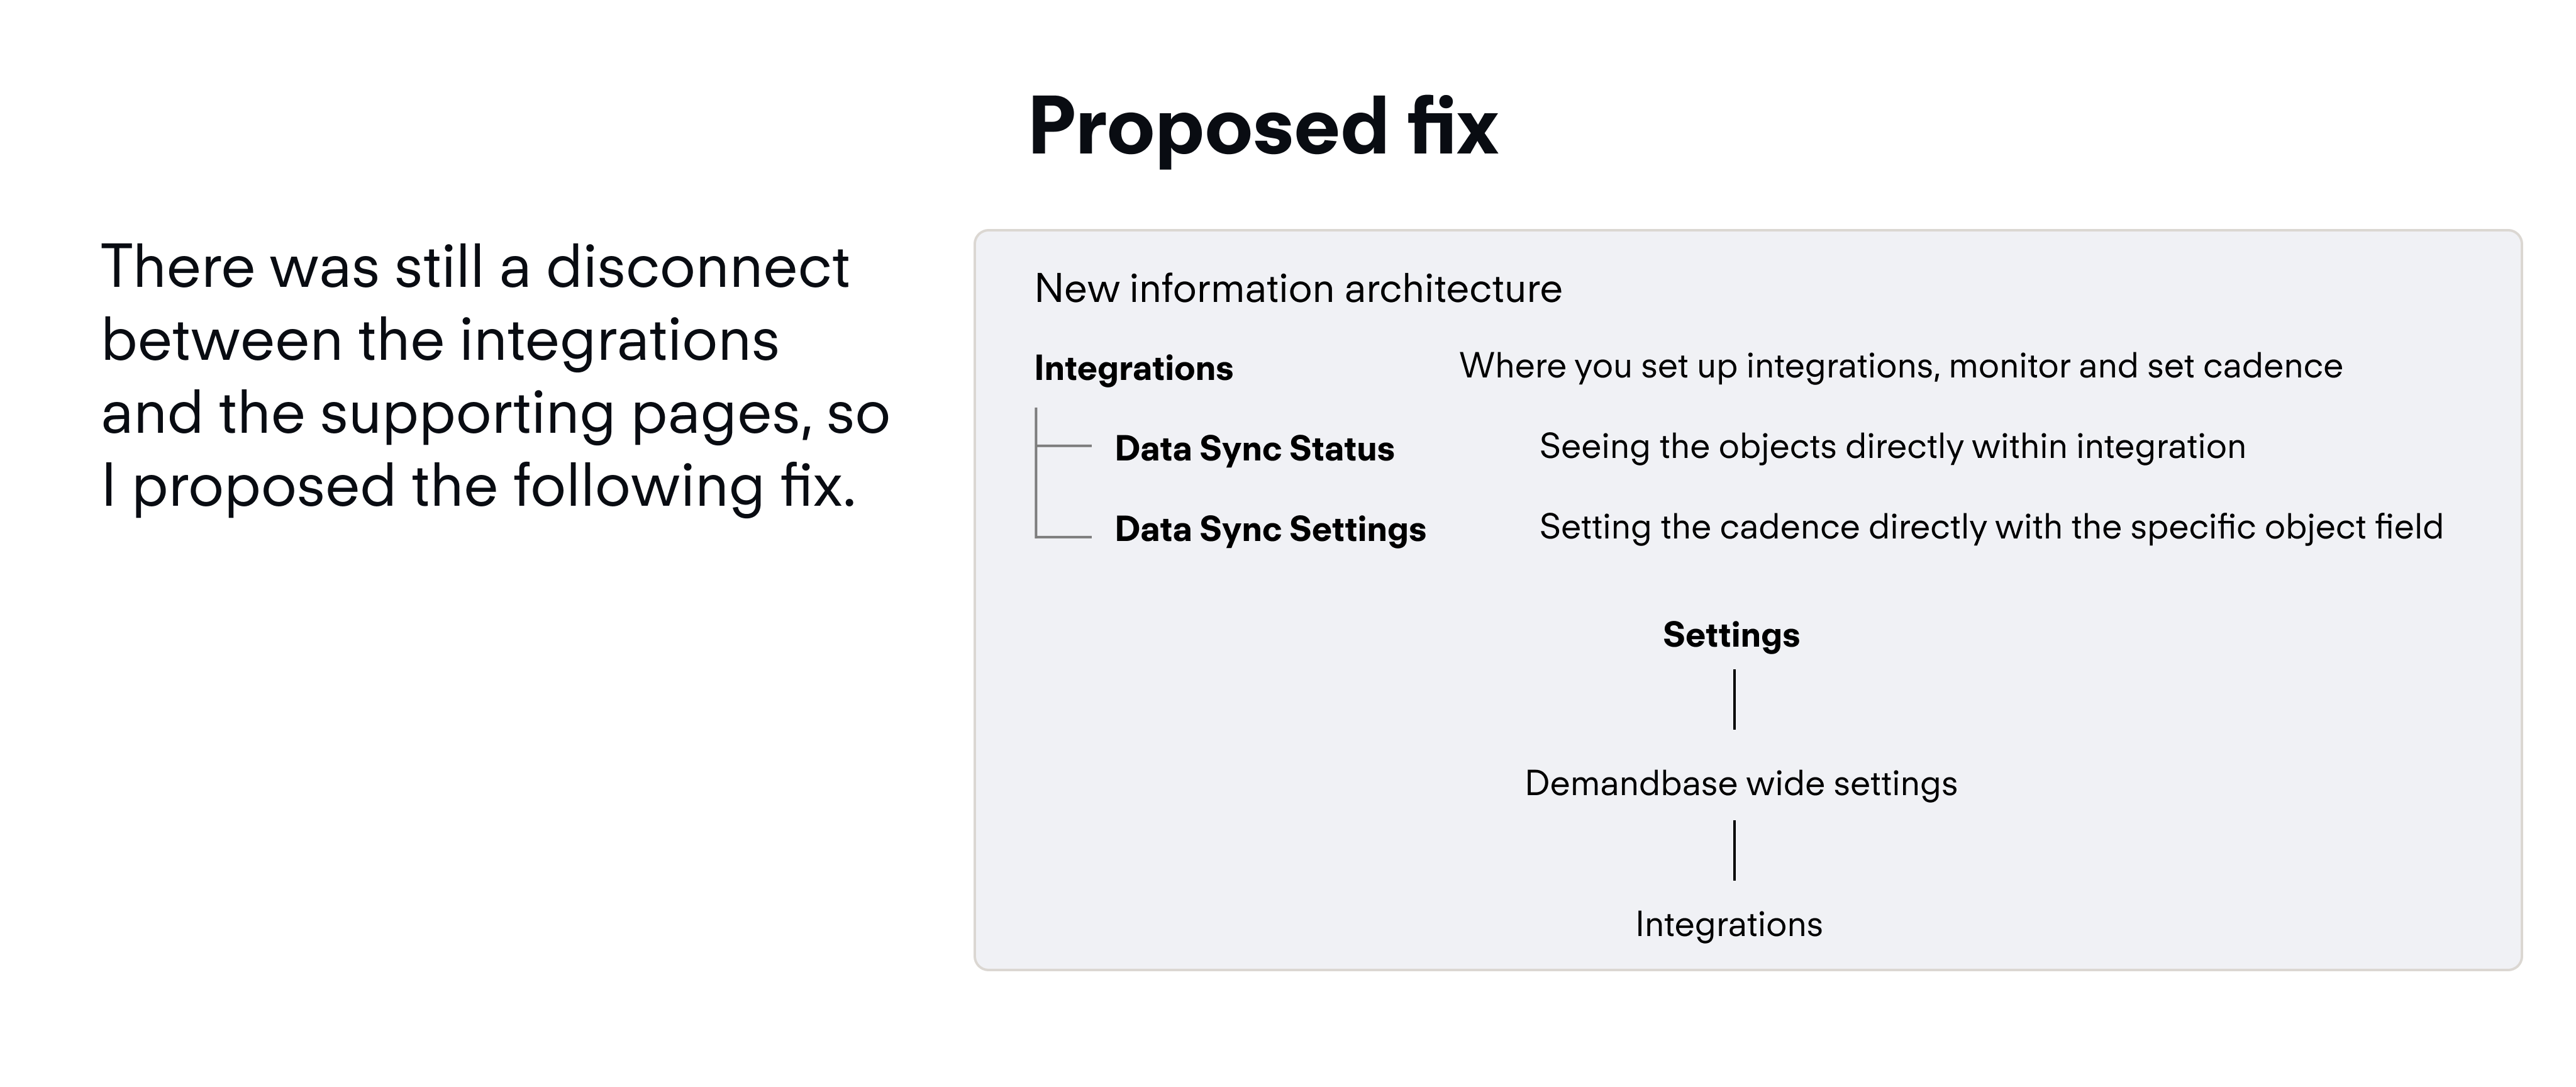 Proposed fix
There was still a disconnect
between the integrations
and the supporting pages, so
I proposed the following fix.
New information architecture
Integrations Where you set up integrations, monitor and set cadence
Data Sync Status Seeing the objects directly within integration
Data Sync Settings Setting the cadence directly with the specific object field
Settings
Demandbase wide settings
Integrations